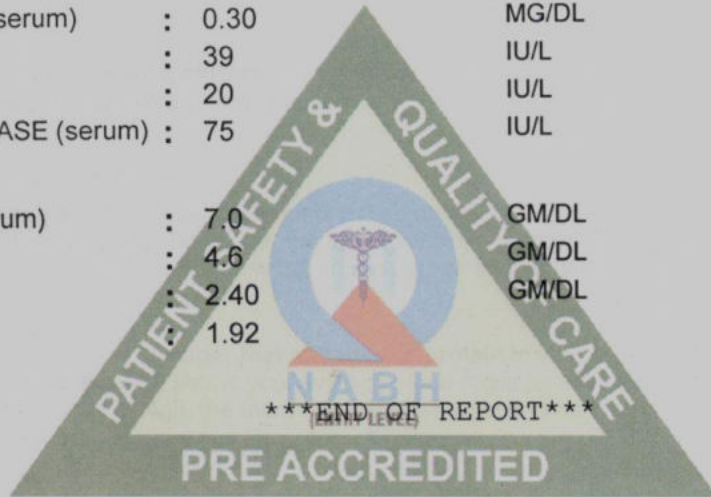 serum) : 0.30 MG/DL
: 39 IU/L
: 20 IU/L
ASE (serum) : 75 IU/L
um) : 7.0 GM/DL
: 4.6 GM/DL
: 2.40 GM/DL
: 1.92
***END OF REPORT***
PATIENT SAFETY & QUALITY OF CARE
NABH
(ENTRY LEVEL)
PRE ACCREDITED